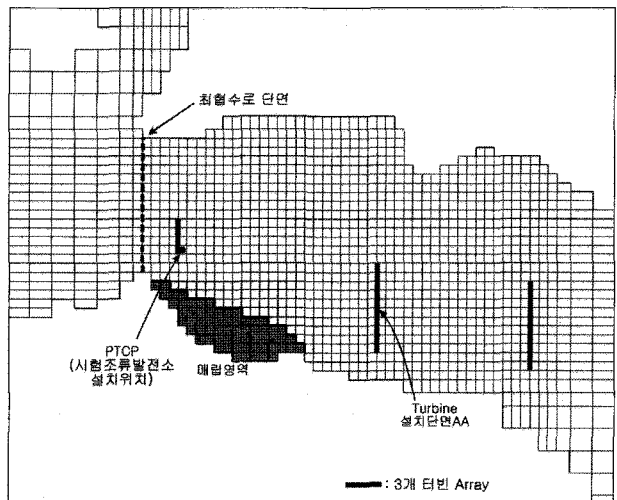 최협수로 단면
PTCP
(시험조류발전소
설치위치)
매립영역
Turbine
설치단면AA
: 3개 터빈 Array